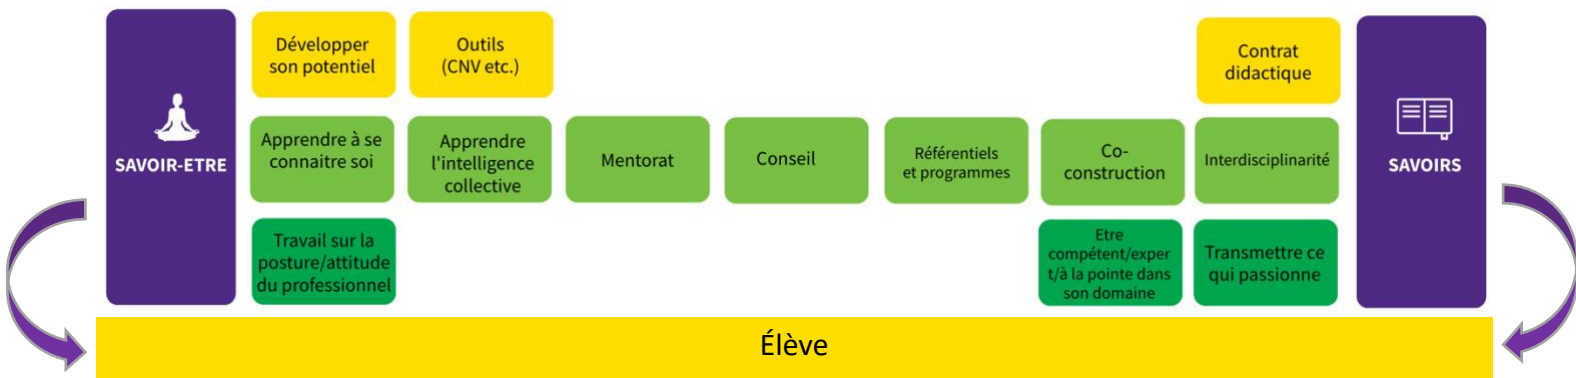 SAVOIR-ETRE
Développer
son potentiel
Outils
(CNV etc.)
Contrat
didactique
Apprendre à se
connaitre soi
Apprendre
l'intelligence
collective
Mentorat
Conseil
Référentiels
et programmes
Co-
construction
Interdisciplinarité
Travail sur la
posture/attitude
du professionnel
Etre
compétent/exper
t/à la pointe dans
son domaine
Transmettre ce
qui passionne
SAVOIRS
Élève